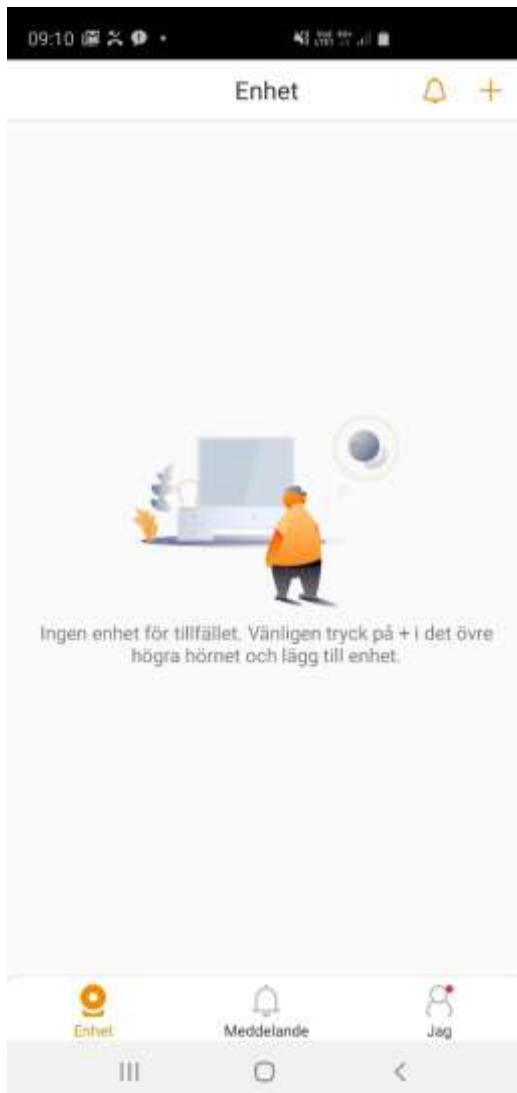 09:10
Enhet
Ingen enhet för tillfället. Vänligen tryck på + i det övre
högra hörnet och lägg till enhet.
Enhet
Meddelande
Jag